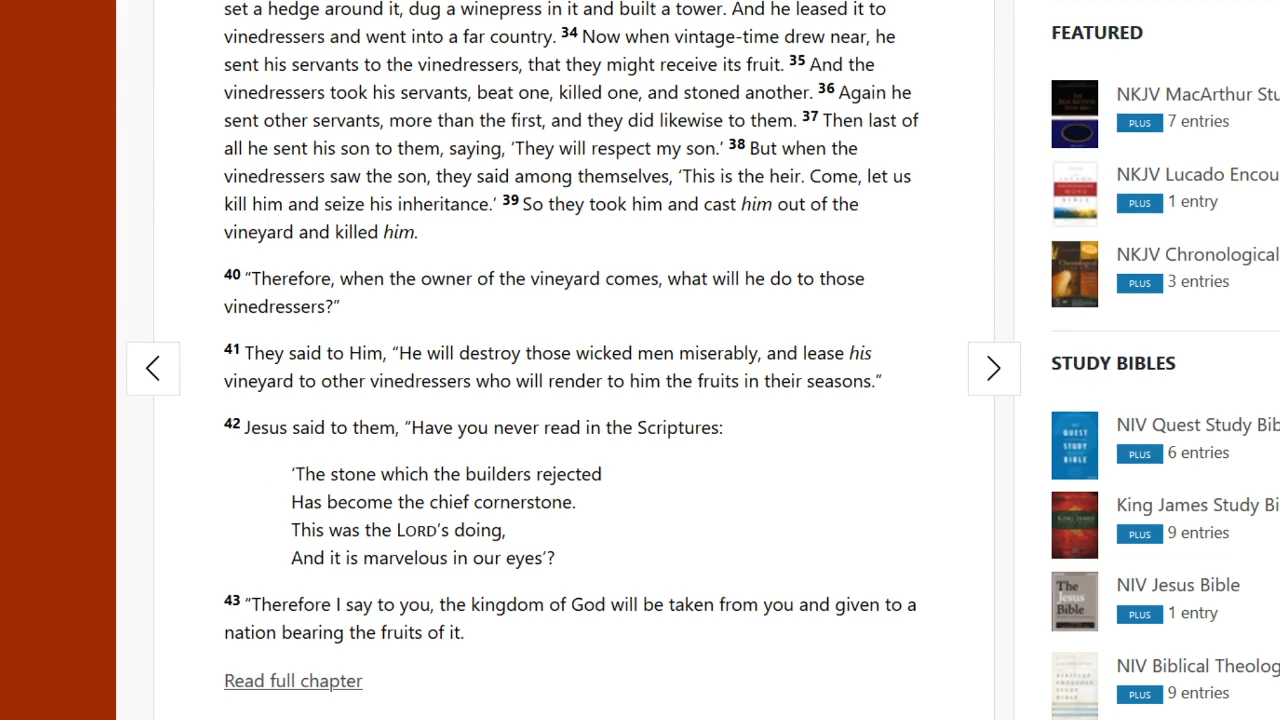 set a hedge around it, dug a winepress in it and built a tower. And he leased it to
vinedressers and went into a far country. 34 Now when vintage-time drew near, he
sent his servants to the vinedressers, that they might receive its fruit. 35 And the
vinedressers took his servants, beat one, killed one, and stoned another. 36 Again he
sent other servants, more than the first, and they did likewise to them. 37 Then last of
all he sent his son to them, saying, ‘They will respect my son.’ 38 But when the
vinedressers saw the son, they said among themselves, ‘This is the heir. Come, let us
kill him and seize his inheritance.’ 39 So they took him and cast him out of the
vineyard and killed him.
40 “Therefore, when the owner of the vineyard comes, what will he do to those
vinedressers?”
41 They said to Him, “He will destroy those wicked men miserably, and lease his
vineyard to other vinedressers who will render to him the fruits in their seasons.”
42 Jesus said to them, “Have you never read in the Scriptures:
‘The stone which the builders rejected
Has become the chief cornerstone.
This was the LORD’s doing,
And it is marvelous in our eyes’?
43 “Therefore I say to you, the kingdom of God will be taken from you and given to a
nation bearing the fruits of it.
Read full chapter
FEATURED
NKJV MacArthur Stu
PLUS 7 entries
NKJV Lucado Encou
PLUS 1 entry
NKJV Chronological
PLUS 3 entries
STUDY BIBLES
NIV Quest Study Bib
PLUS 6 entries
QUEST
STUDY
BIBLE
King James Study Bi
PLUS 9 entries
NIV Jesus Bible
PLUS 1 entry
The
Jesus
Bible
NIV Biblical Theolog
PLUS 9 entries